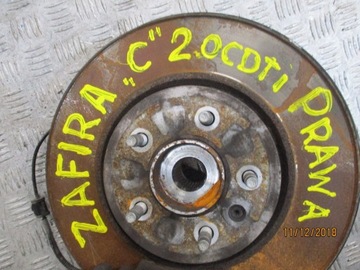 ZAFIRA "C" 2.0CDTI PRAWA
11/12/2018